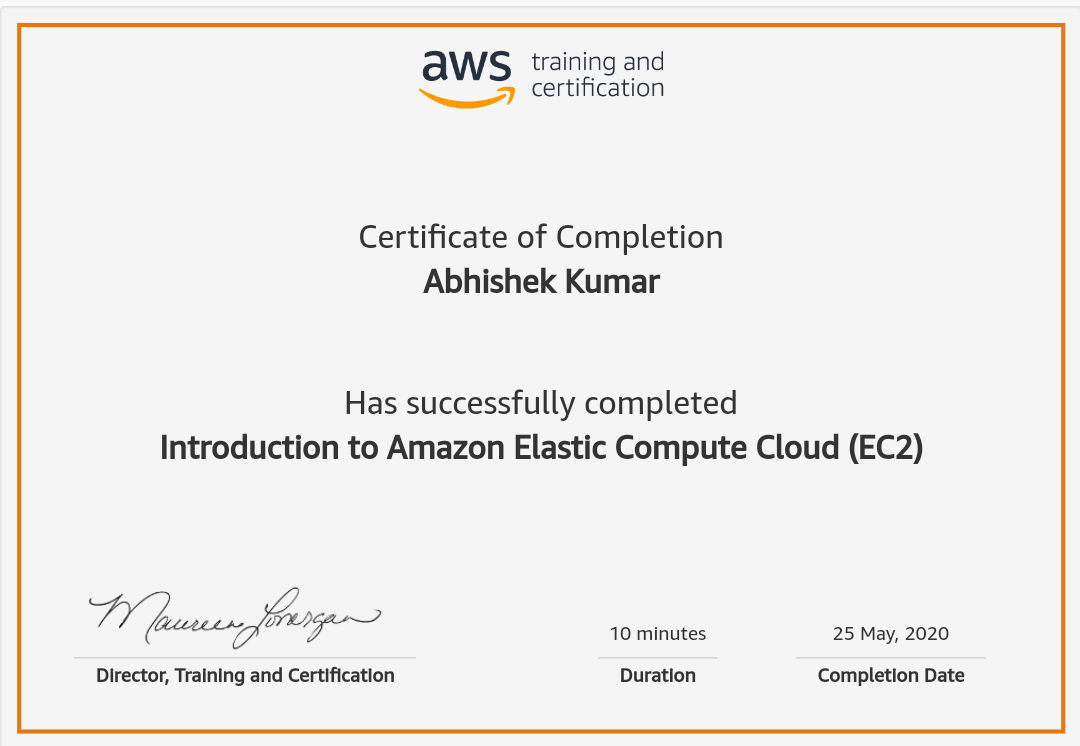 aws training and
certification
Certificate of Completion
Abhishek Kumar
Has successfully completed
Introduction to Amazon Elastic Compute Cloud (EC2)
Maureen Lonergan
10 minutes
25 May, 2020
Director, Training and Certification
Duration
Completion Date